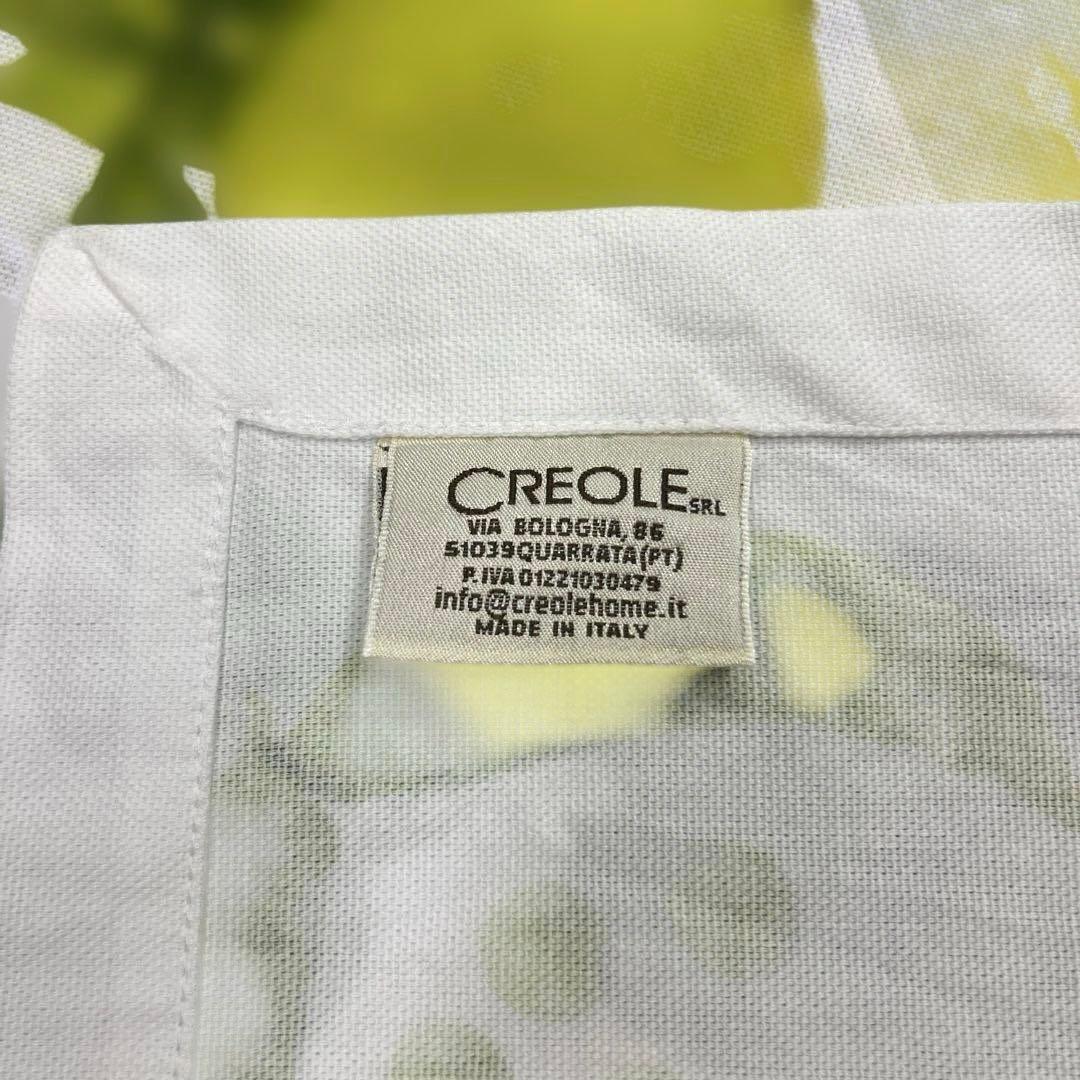 CREOLE SRL
VIA BOLOGNA, 86
51039 QUARRATA (PT)
P.IVA 01221030479
info@creolehome.it
MADE IN ITALY